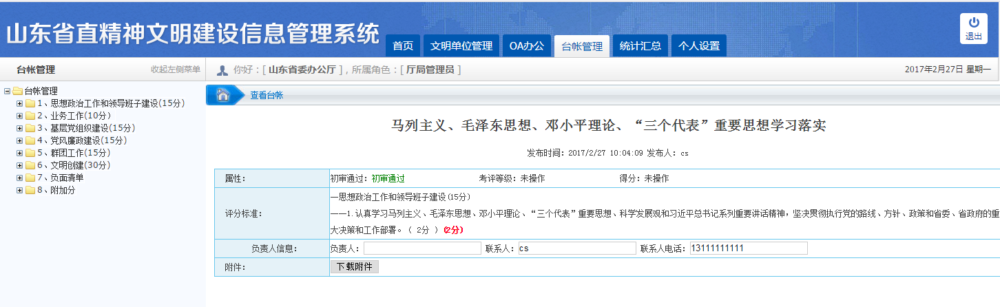 山东省直精神文明建设信息管理系统
首页 文明单位管理 OA办公 台帐管理 统计汇总 个人设置
退出
台帐管理 收起左侧菜单
你好：[ 山东省委办公厅 ]，所属角色：[ 厅局管理员 ]
2017年2月27日 星期一
台帐管理
1、思想政治工作和领导班子建设(15分)
2、业务工作(10分)
3、基层党组织建设(15分)
4、党风廉政建设(15分)
5、群团工作(15分)
6、文明创建(30分)
7、负面清单
8、附加分
查看台帐
马列主义、毛泽东思想、邓小平理论、“三个代表”重要思想学习落实
发布时间：2017/2/27 10:04:09 发布人：cs
属性： 初审通过：初审通过 考评等级：未操作 得分：未操作
评分标准：
—思想政治工作和领导班子建设(15分)
——1.认真学习马列主义、毛泽东思想、邓小平理论、“三个代表”重要思想、科学发展观和习近平总书记系列重要讲话精神，坚决贯彻执行党的路线、方针、政策和省委、省政府的重
大决策和工作部署。（ 2分 ）(2分)
负责人信息： 负责人： 联系人：cs 联系人电话：13111111111
附件： 下载附件